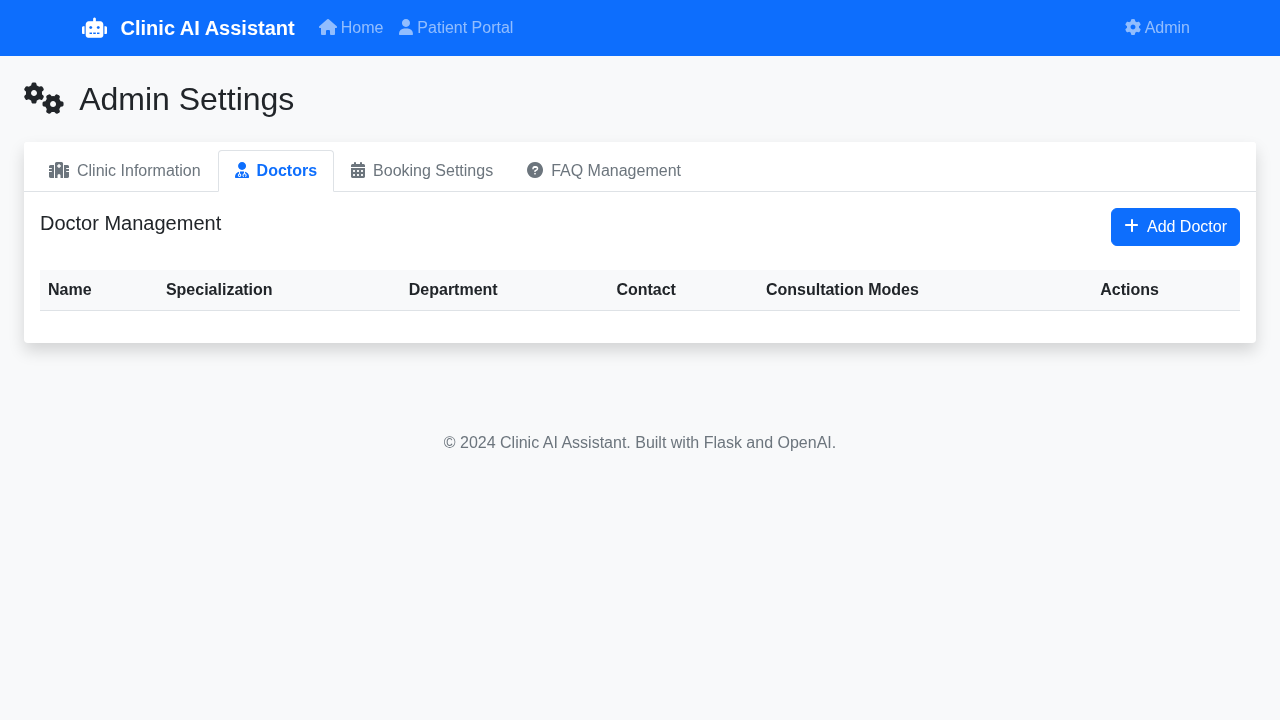 Clinic AI Assistant Home Patient Portal Admin
Admin Settings
Clinic Information Doctors Booking Settings FAQ Management
Doctor Management Add Doctor
Name Specialization Department Contact Consultation Modes Actions
© 2024 Clinic AI Assistant. Built with Flask and OpenAI.